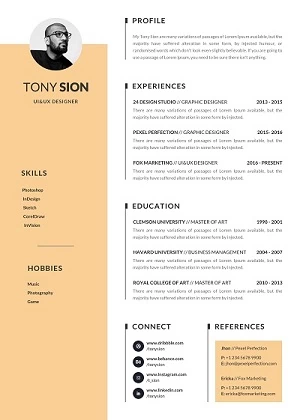 TONY SION
UI&UX DESIGNER
SKILLS
Photoshop
InDesign
Sketch
CorelDraw
InVision
HOBBIES
Music
Photography
Game
PROFILE
My Tony Sion many variations of passages of Lorem Ipsum available, but the
majority have suffered alteration in some form, by injected humour, or
randomised words which don't look even slightly believable. If you are going to
use a passage of Lorem Ipsum, you need to be sure there isn't anything.
EXPERIENCES
24 DESIGN STUDIO // GRAPHIC DESIGNER 2013 - 2015
There are many variations of passages of Lorem Ipsum available, but the majority
have suffered alteration in some form, by injected.
PEXEL PERFECTION // GRAPHIC DESIGNER 2015- 2016
There are many variations of passages of Lorem Ipsum available, but the majority
have suffered alteration in some form, by injected.
FOX MARKETING // UI&UX DESIGNER 2016 - PRESENT
There are many variations of passages of Lorem Ipsum available, but the majority
have suffered alteration in some form, by injected.
EDUCATION
CLEMSON UNIVERSITY // MASTER OF ART 1998 - 2001
There are many variations of passages of Lorem Ipsum available, but the majority
have suffered alteration in some form, by injected.
HAVARD UNIVERSITY // BUSINESS MANAGEMENT 2004 - 2007
There are many variations of passages of Lorem Ipsum available, but the majority
have suffered alteration in some form, by injected.
ROYAL COLLEGE OF ART // MASTER OF ART 2010 - 2013
There are many variations of passages of Lorem Ipsum available, but the majority
have suffered alteration in some form, by injected.
CONNECT
www.dribbble.com
/tonysion
www.behance.com
/tonysion
www.instagram.com
www.linkedin.com
/tonysion
REFERENCES
Jhon // Pexel Perfection
P: +1 234 5678 9900
E: jhon@pexelperfection.com
Ericka // Fox Marketing
P: +1 234 5678 9900
E: ericka@foxmarketing.com